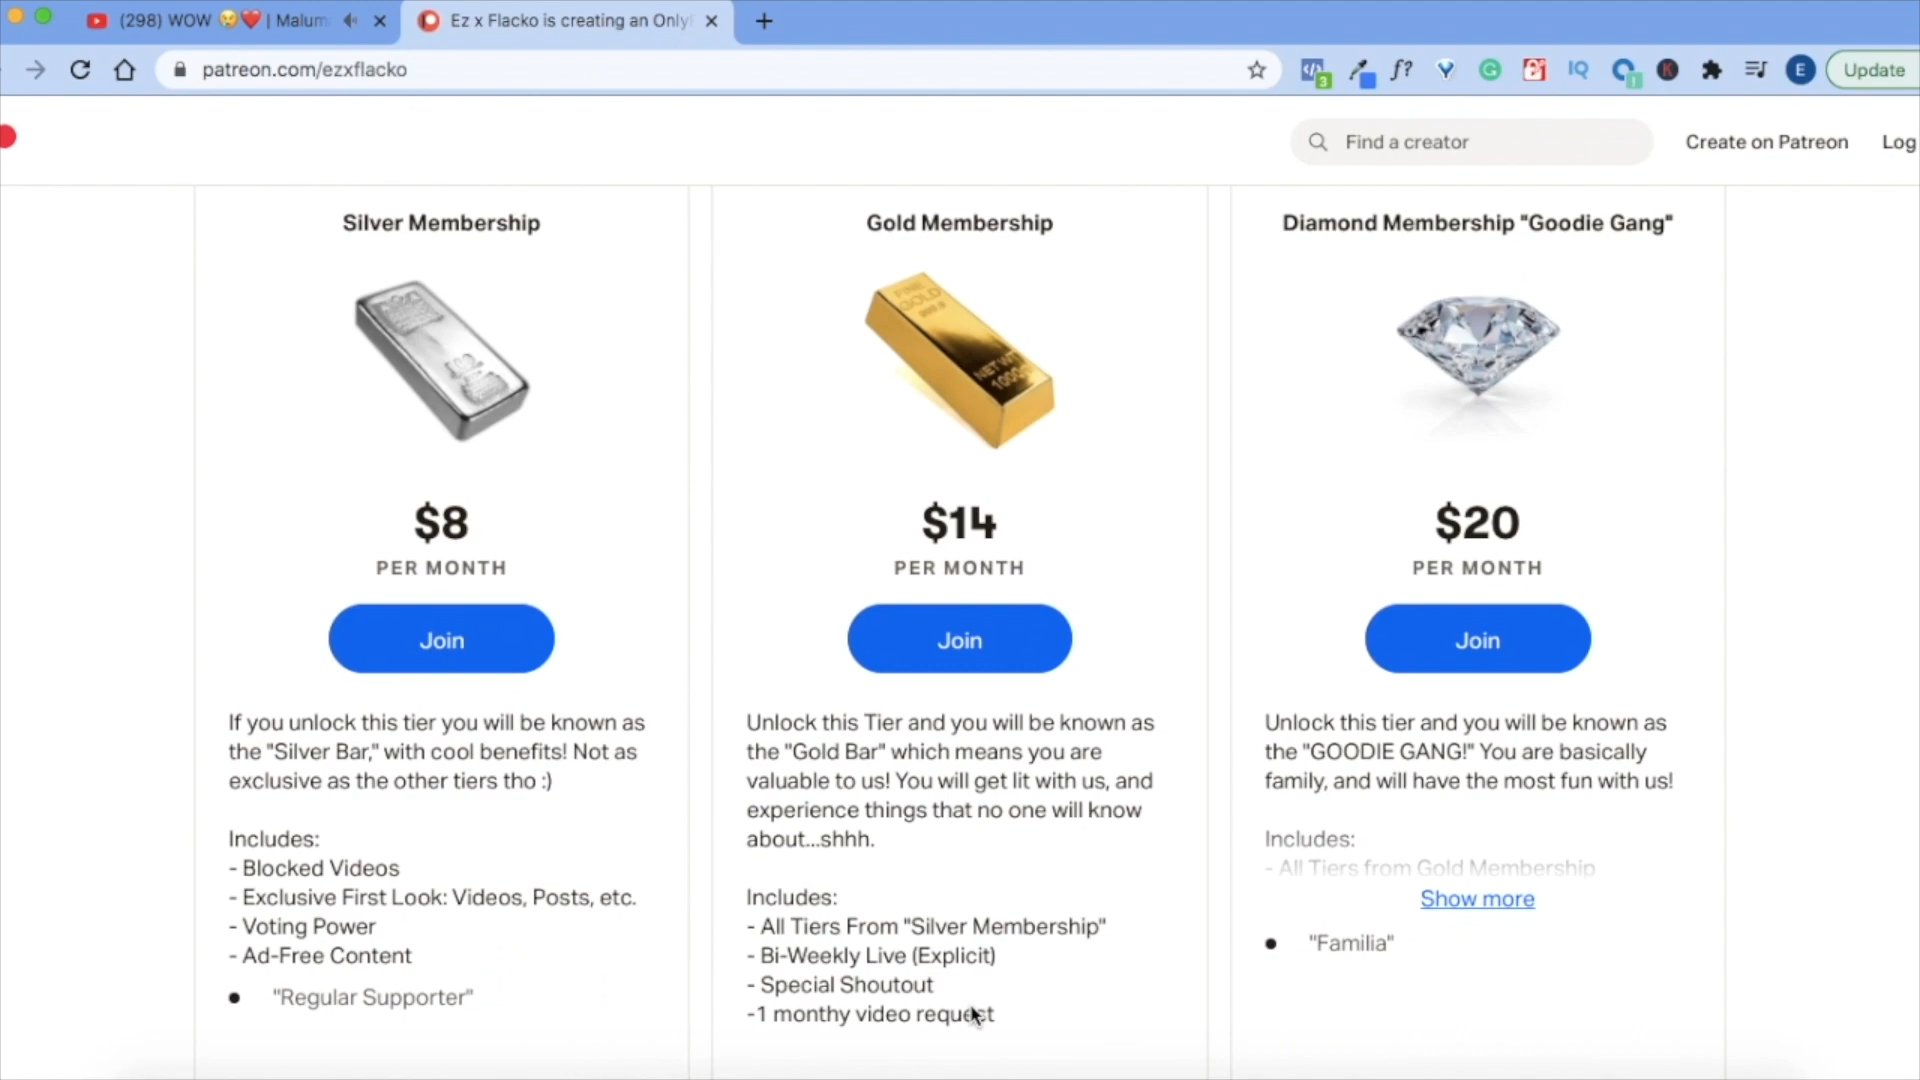 (298) WOW 😢❤️ | Malum
Ez x Flacko is creating an Only
patreon.com/ezxflacko
3
f?
IQ
K
E
Update
Find a creator
Create on Patreon
Log
Silver Membership
Gold Membership
Diamond Membership "Goodie Gang"
FINE
GOLD
NET WT
1000
$8
PER MONTH
Join
If you unlock this tier you will be known as
the "Silver Bar," with cool benefits! Not as
exclusive as the other tiers tho :)
Includes:
- Blocked Videos
- Exclusive First Look: Videos, Posts, etc.
- Voting Power
- Ad-Free Content
● "Regular Supporter"
$14
PER MONTH
Join
Unlock this Tier and you will be known as
the "Gold Bar" which means you are
valuable to us! You will get lit with us, and
experience things that no one will know
about...shhh.
Includes:
- All Tiers From "Silver Membership"
- Bi-Weekly Live (Explicit)
- Special Shoutout
-1 monthy video request
$20
PER MONTH
Join
Unlock this tier and you will be known as
the "GOODIE GANG!" You are basically
family, and will have the most fun with us!
Includes:
- All Tiers from Gold Membership
Show more
● "Familia"